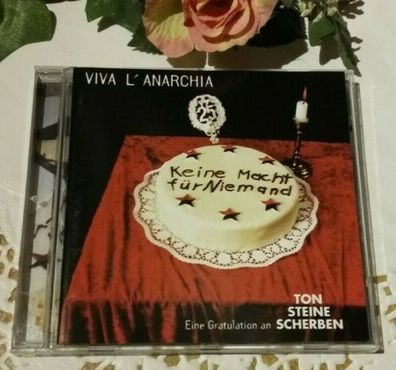 VIVA L´ANARCHIA
25
Keine Macht
für Niemand
Eine Gratulation an
TON
STEINE
SCHERBEN